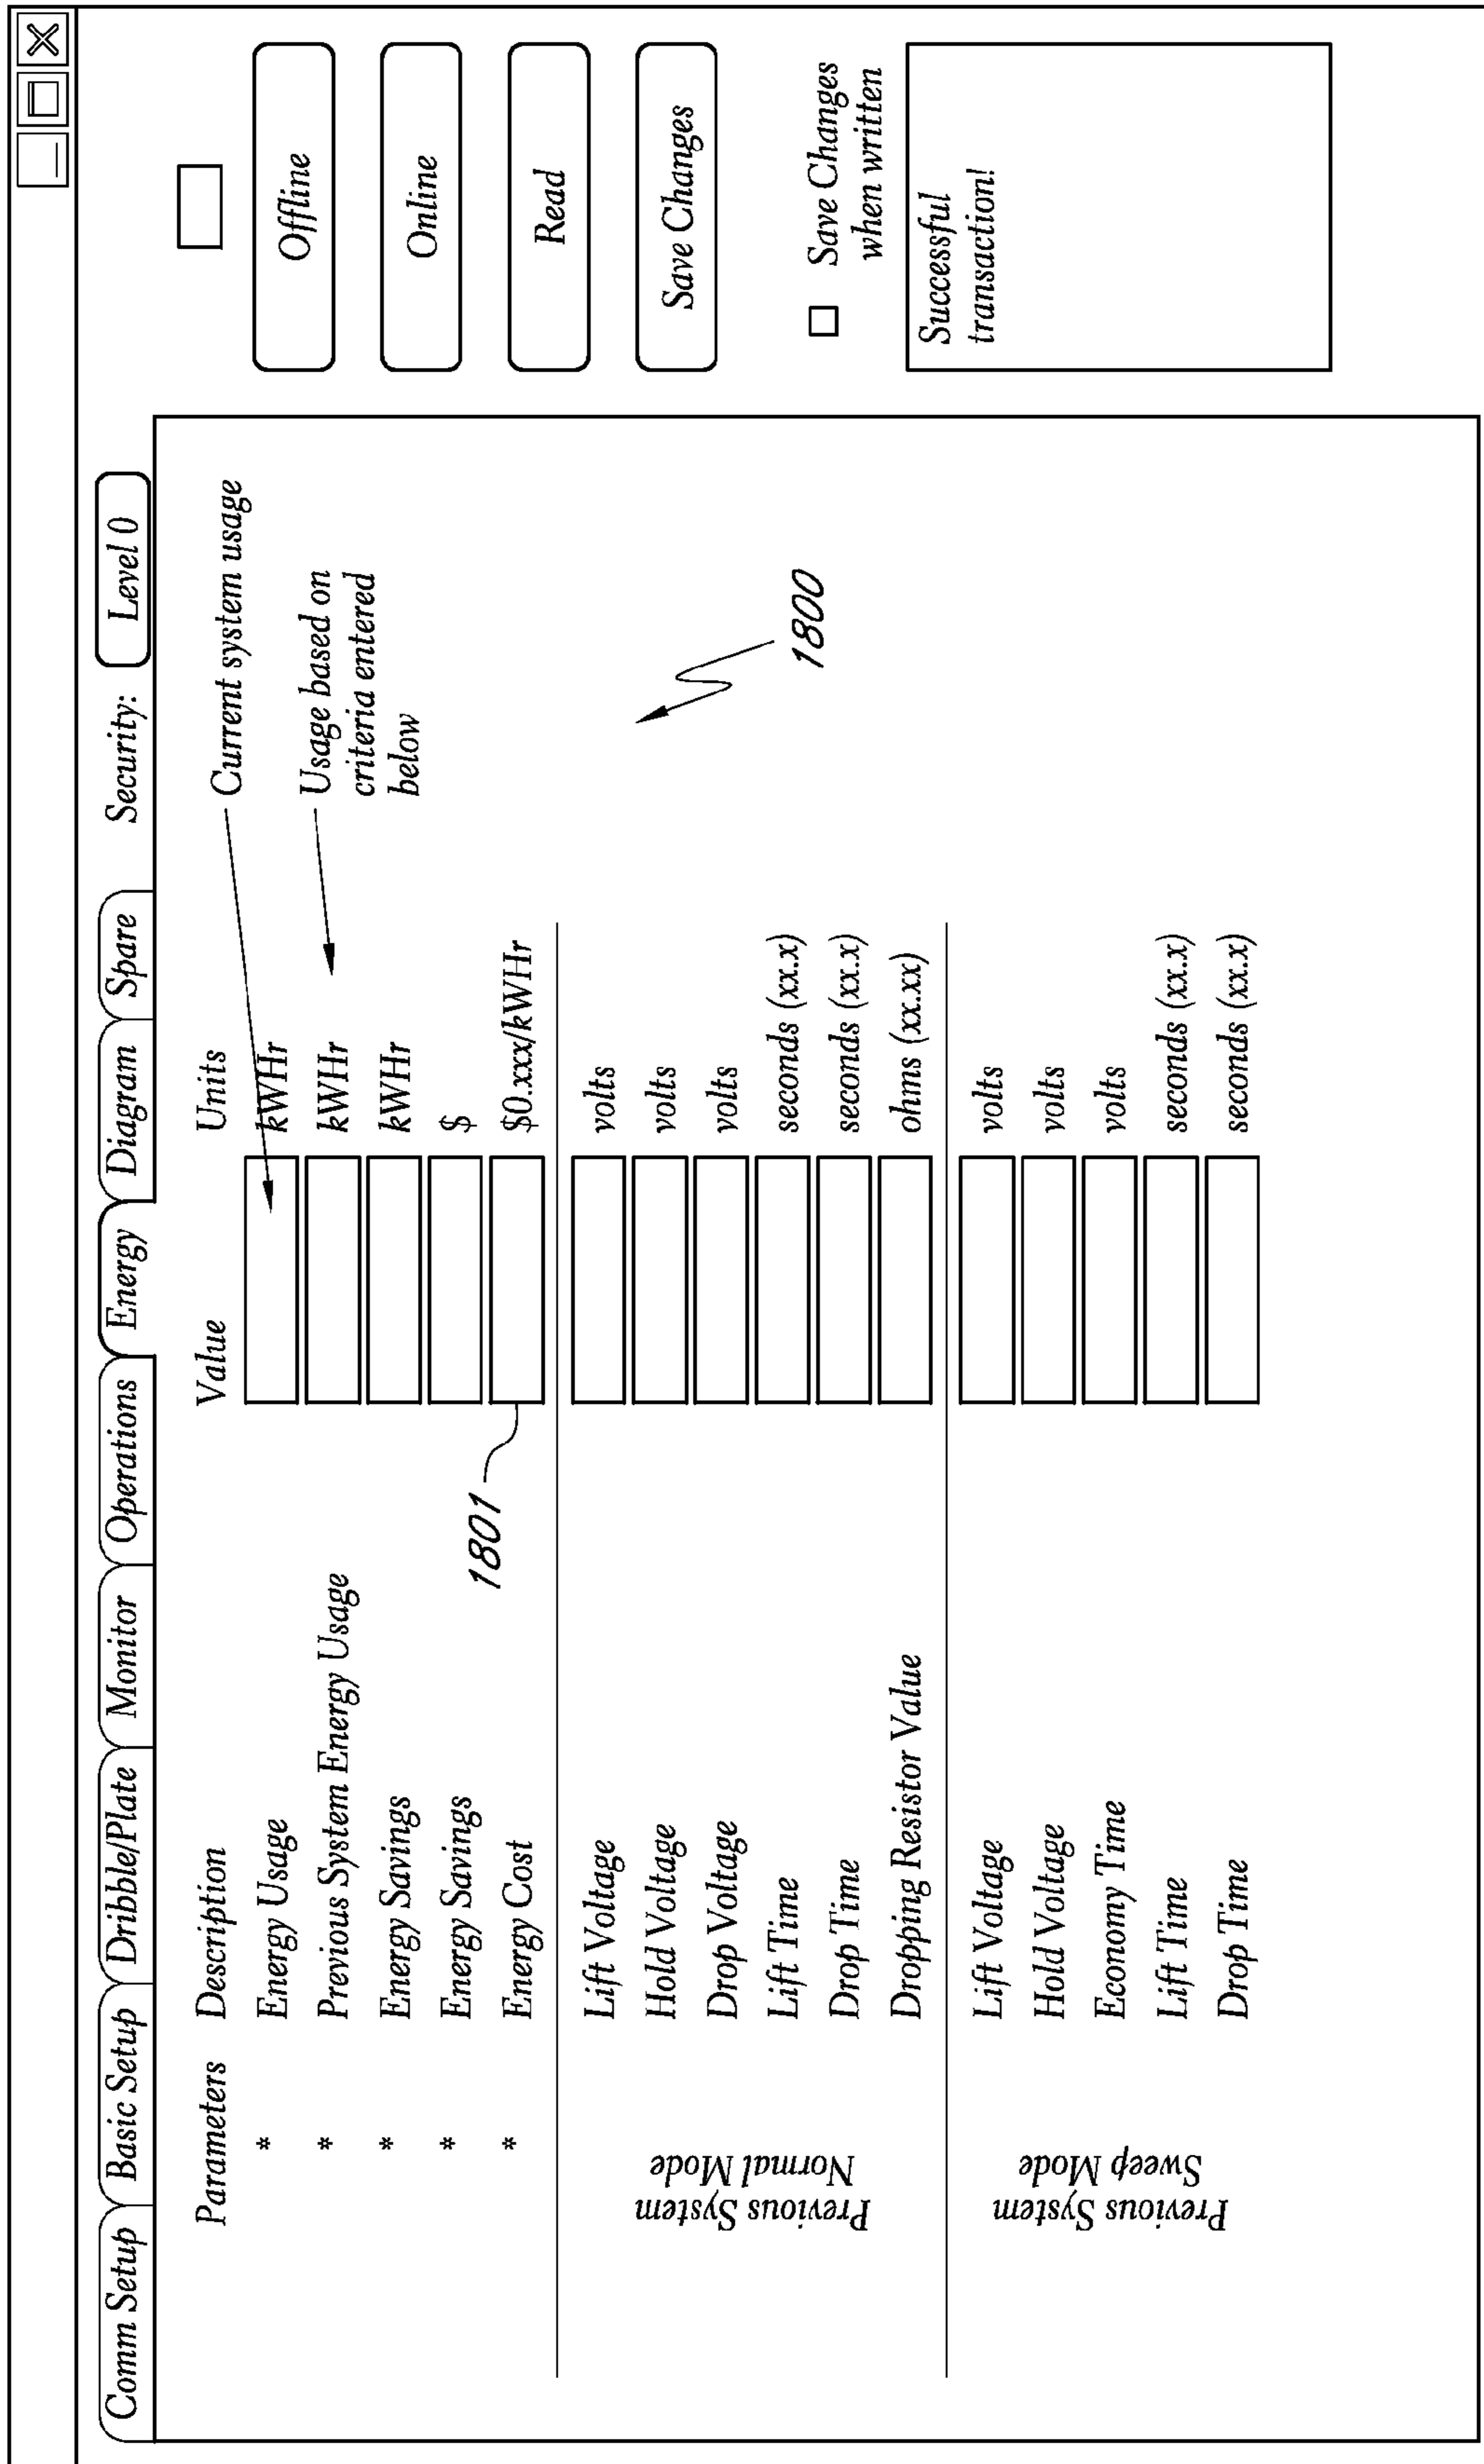 Comm Setup Basic Setup Dribble/Plate Monitor Operations Energy Diagram Spare Security: Level 0
Parameters Description Value Units
* Energy Usage kWHr
* Previous System Energy Usage kWHr
* Energy Savings kWHr
* Energy Savings $
* Energy Cost $0.xxx/kWHr
Current system usage
Usage based on
criteria entered
below
1801
1800
Previous System
Normal Mode
Lift Voltage volts
Hold Voltage volts
Drop Voltage volts
Lift Time seconds (xx.x)
Drop Time seconds (xx.x)
Dropping Resistor Value ohms (xx.xx)
Previous System
Sweep Mode
Lift Voltage volts
Hold Voltage volts
Economy Time volts
Lift Time seconds (xx.x)
Drop Time seconds (xx.x)
Offline
Online
Read
Save Changes
Save Changes
when written
Successful
transaction!